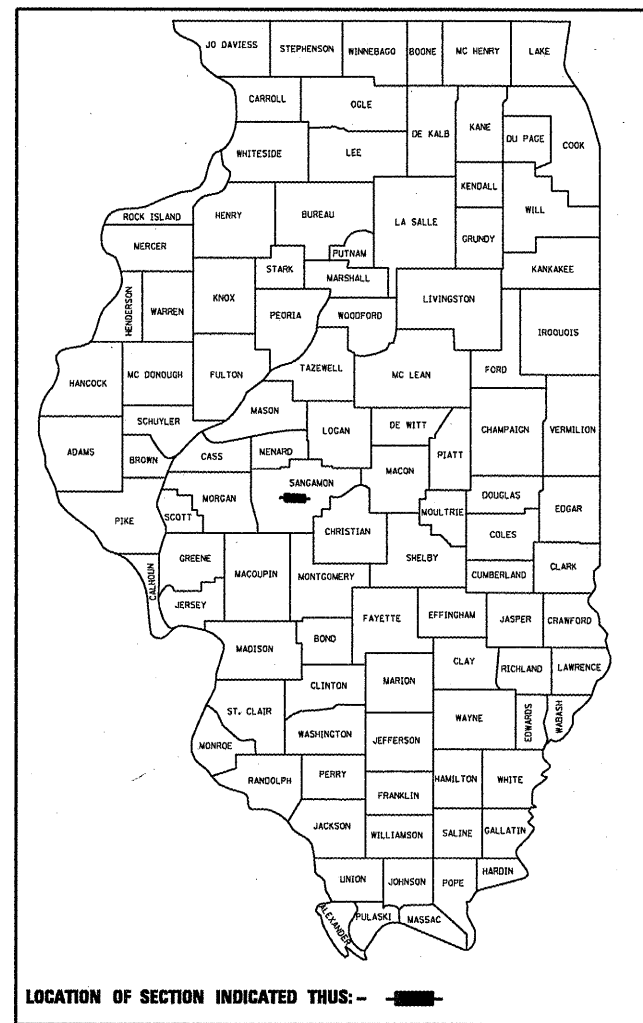 JO DAVIESS STEPHENSON WINNEBAGO BOONE MC HENRY LAKE
CARROLL OGLE DE KALB KANE DU PAGE COOK
WHITESIDE LEE KENDALL WILL
ROCK ISLAND HENRY BUREAU LA SALLE GRUNDY
MERCER PUTNAM KANKAKEE
HENDERSON WARREN KNOX STARK MARSHALL LIVINGSTON
PEORIA WOODFORD IROQUOIS
HANCOCK MC DONOUGH FULTON TAZEWELL MC LEAN FORD
SCHUYLER MASON LOGAN DE WITT CHAMPAIGN VERMILION
ADAMS BROWN CASS MENARD MACON PIATT
SANGAMON
PIKE SCOTT MORGAN CHRISTIAN MOULTRIE DOUGLAS EDGAR
COLES
CALHOUN GREENE MACOUPIN MONTGOMERY SHELBY CUMBERLAND CLARK
JERSEY FAYETTE EFFINGHAM JASPER CRAWFORD
MADISON BOND CLAY RICHLAND LAWRENCE
CLINTON MARION
ST. CLAIR WAYNE EDWARDS WABASH
MONROE WASHINGTON JEFFERSON
RANDOLPH PERRY HAMILTON WHITE
FRANKLIN
JACKSON WILLIAMSON SALINE GALLATIN
UNION JOHNSON POPE HARDIN
ALEXANDER PULASKI MASSAC
LOCATION OF SECTION INDICATED THUS: -